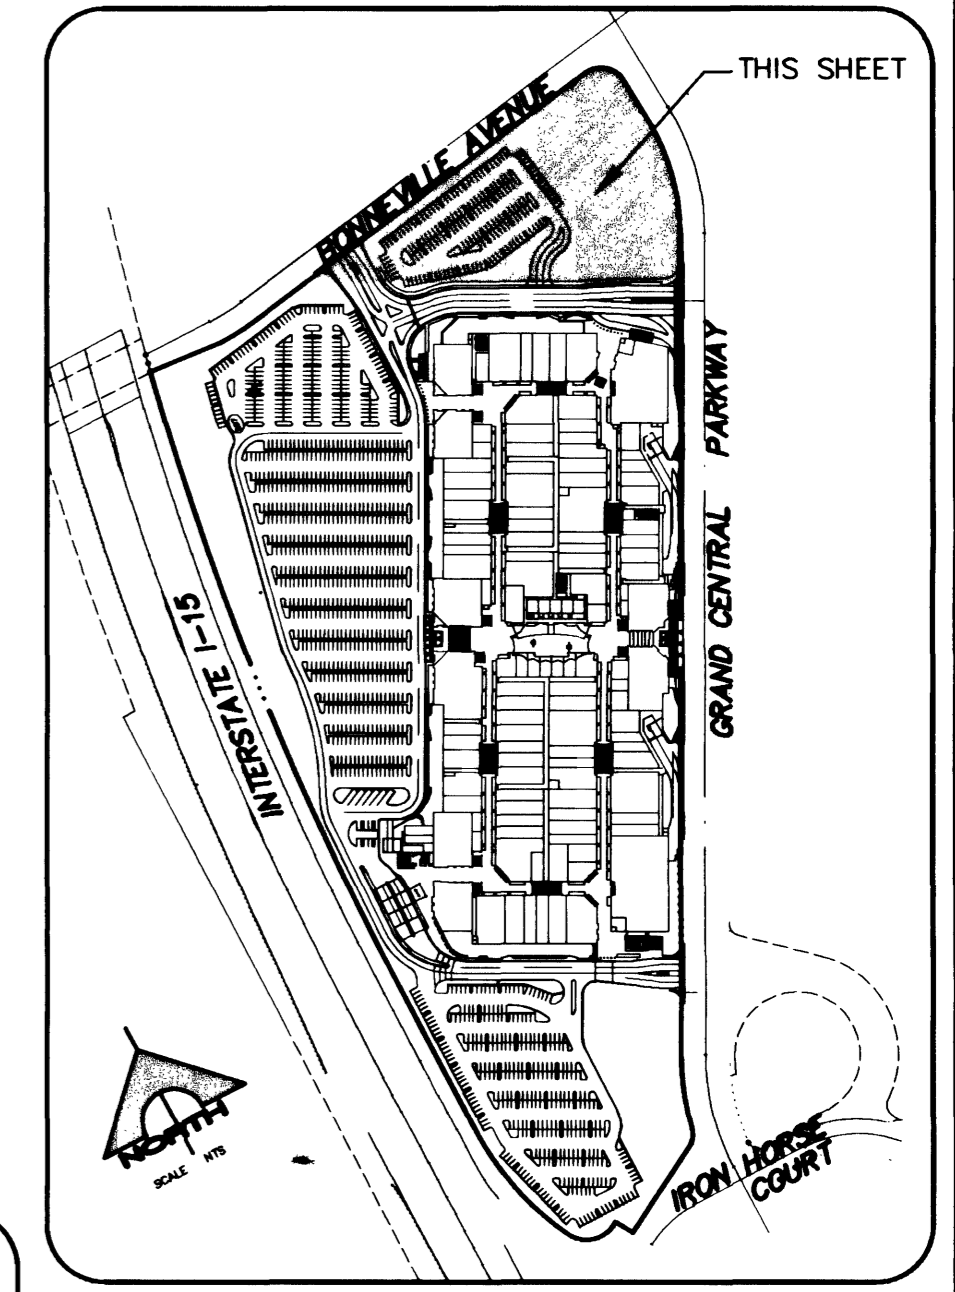 THIS SHEET
BONNEVILLE AVENUE
GRAND CENTRAL PARKWAY
INTERSTATE I-15
NORTH
SCALE NTS
IRON HORSE
COURT